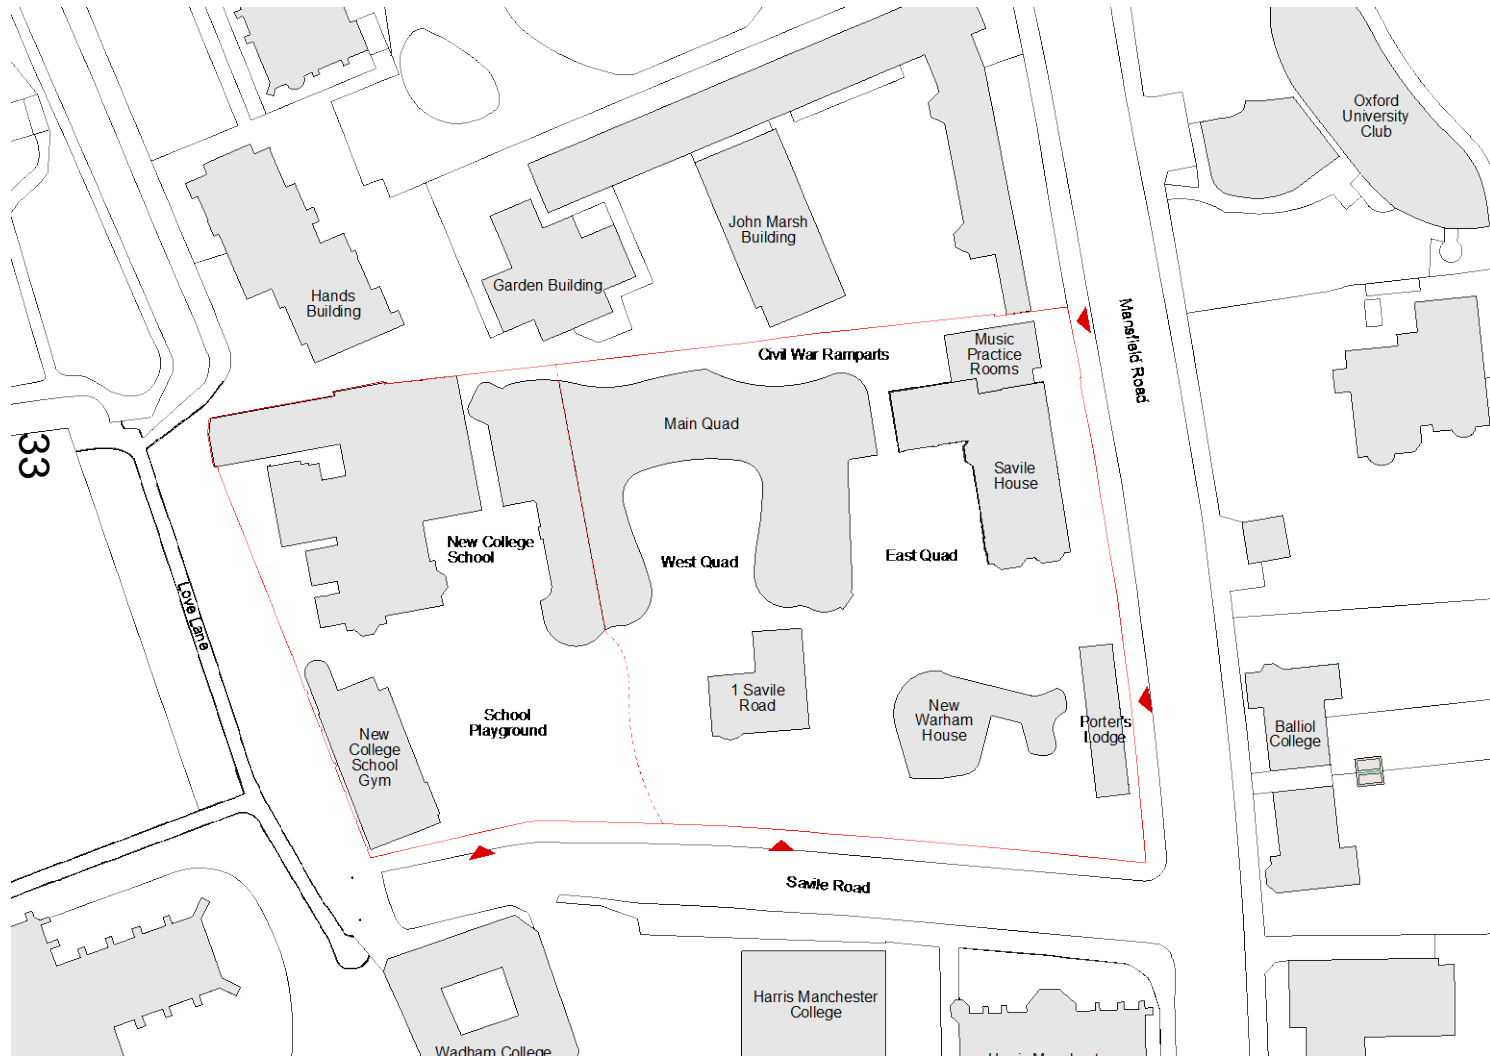 Oxford
University
Club
John Marsh
Building
Garden Building
Hands
Building
Mansfield Road
Civil War Ramparts
Music
Practice
Rooms
Main Quad
33
Savile
House
New College
School
West Quad
East Quad
Love Lane
1 Savile
Road
New
Warham
House
Porter's
Lodge
School
Playground
New
College
School
Gym
Balliol
College
Savile Road
Harris Manchester
College
Wadham College